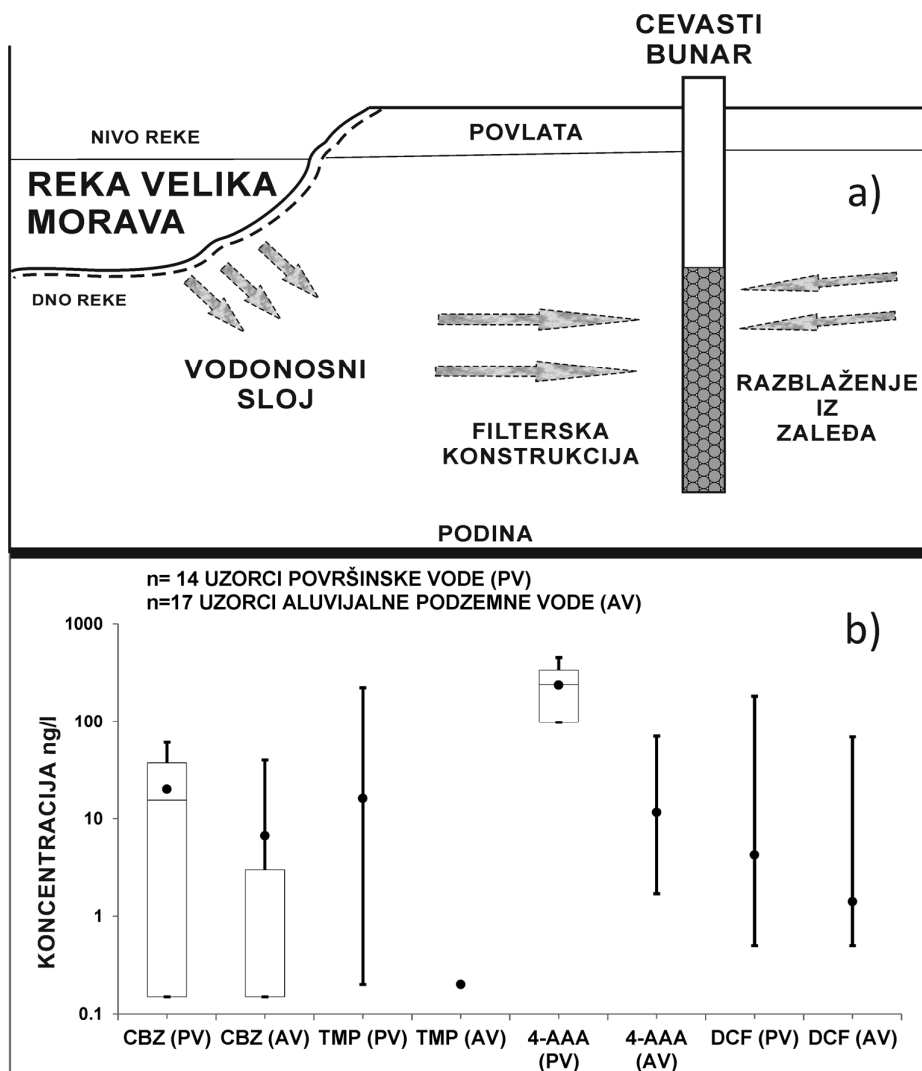 CEVASTI
BUNAR
NIVO REKE
POVLATA
REKA VELIKA
MORAVA
a)
DNO REKE
VODONOSNI
SLOJ
FILTERSKA
KONSTRUKCIJA
RAZBLAŽENJE
IZ
ZALEĐA
PODINA
n= 14 UZORCI POVRŠINSKE VODE (PV)
n=17 UZORCI ALUVIJALNE PODZEMNE VODE (AV)
b)
KONCENTRACIJA ng/l
1000
100
10
1
0.1
CBZ (PV)
CBZ (AV)
TMP (PV)
TMP (AV)
4-AAA
(PV)
4-AAA
(AV)
DCF (PV)
DCF (AV)